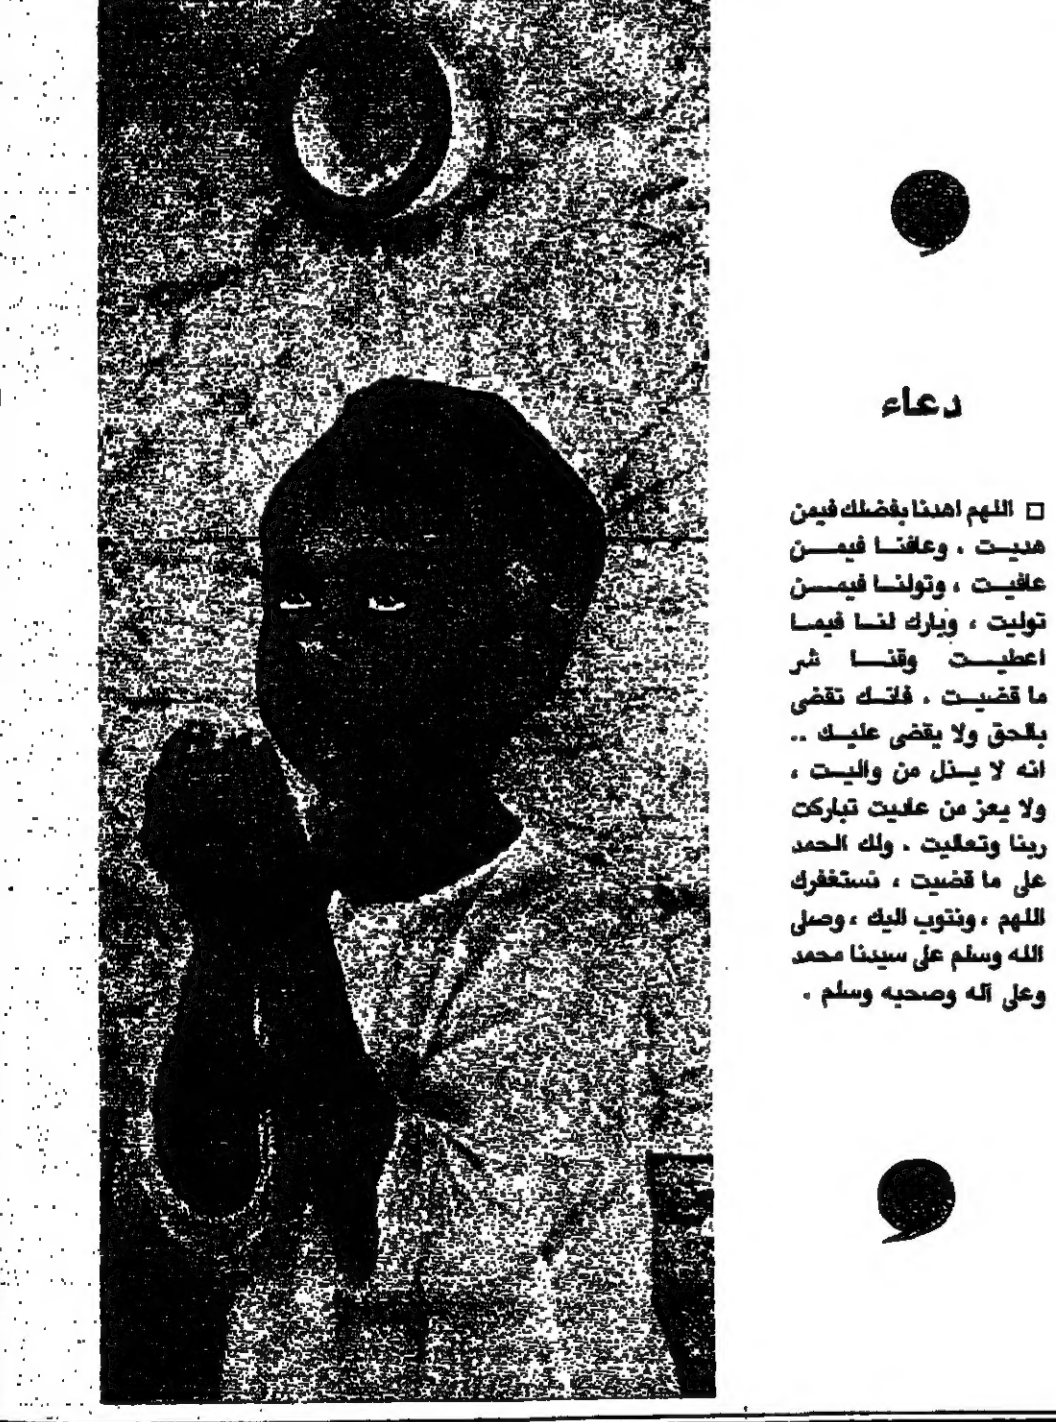 دعاء
□ اللهم اهدنا بفضلك فيمن
هديت ، وعافنا فيمن
عافيت ، وتولنا فيمن
توليت ، وبارك لنا فيما
اعطيت وقنا شر
ما قضيت ، فانك تقضى
بالحق ولا يقضى عليك ..
انه لا يذل من واليت ،
ولا يعز من عاديت تباركت
ربنا وتعاليت ، ولك الحمد
على ما قضيت ، نستغفرك
اللهم ، ونتوب اليك ، وصلى
الله وسلم على سيدنا محمد
وعلى آله وصحبه وسلم .